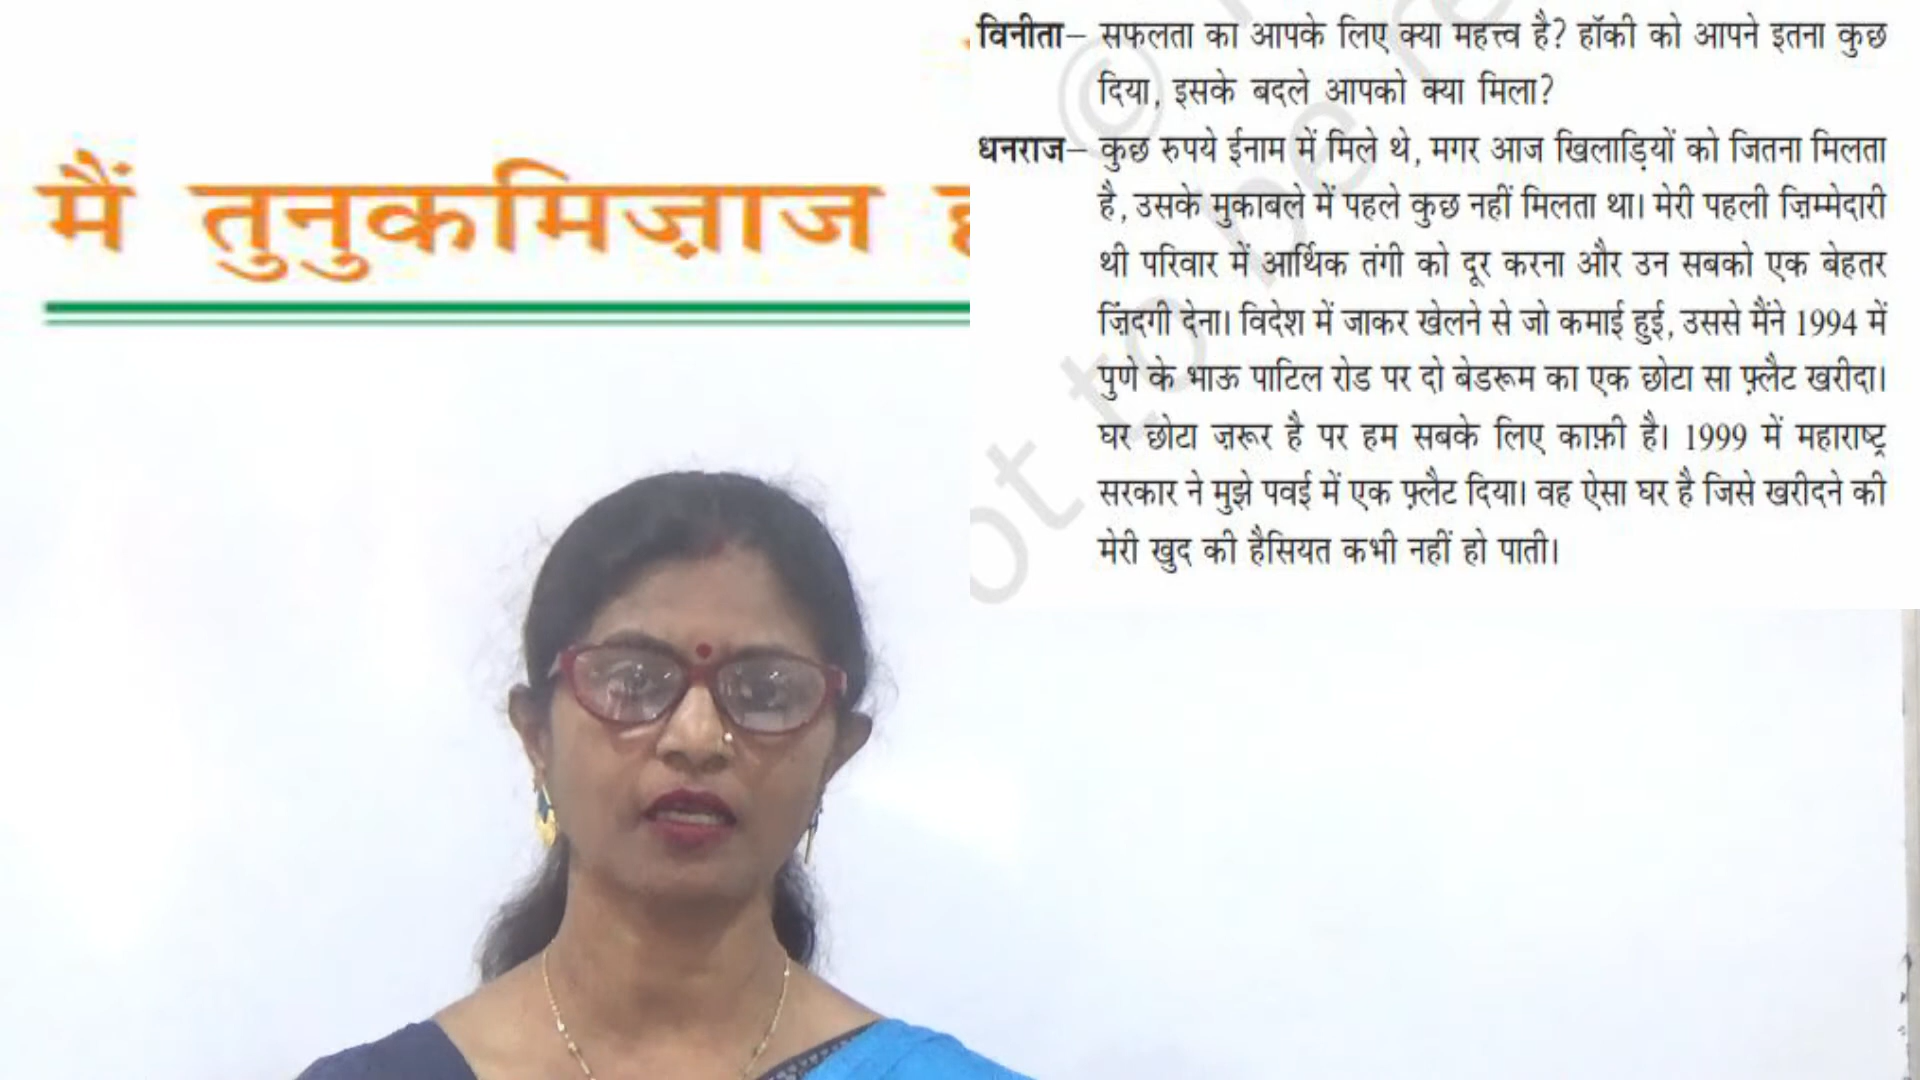 मैं तुनुकमिज़ाज
विनीता– सफलता का आपके लिए क्या महत्त्व है? हॉकी को आपने इतना कुछ
दिया, इसके बदले आपको क्या मिला?
धनराज– कुछ रुपये ईनाम में मिले थे, मगर आज खिलाड़ियों को जितना मिलता
है, उसके मुकाबले में पहले कुछ नहीं मिलता था। मेरी पहली ज़िम्मेदारी
थी परिवार में आर्थिक तंगी को दूर करना और उन सबको एक बेहतर
ज़िंदगी देना। विदेश में जाकर खेलने से जो कमाई हुई, उससे मैंने 1994 में
पुणे के भाऊ पाटिल रोड पर दो बेडरूम का एक छोटा सा फ़्लैट खरीदा।
घर छोटा ज़रूर है पर हम सबके लिए काफ़ी है। 1999 में महाराष्ट्र
सरकार ने मुझे पवई में एक फ़्लैट दिया। वह ऐसा घर है जिसे खरीदने की
मेरी खुद की हैसियत कभी नहीं हो पाती।
©
to be